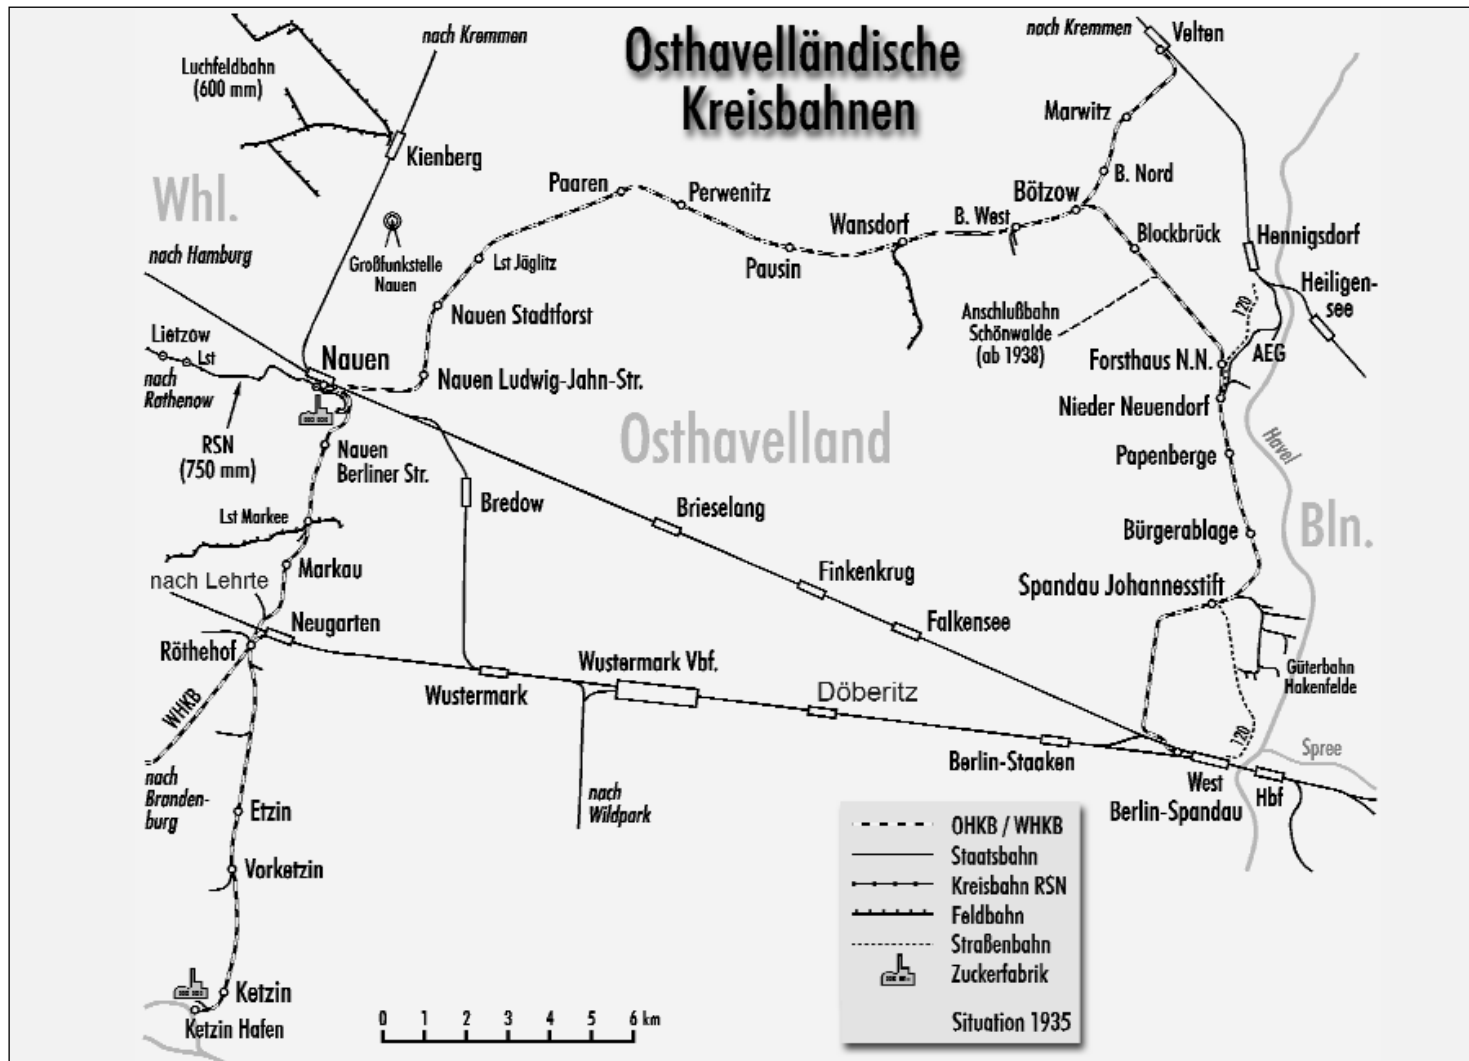 Osthavelländische
Kreisbahnen
nach Kremmen
Luchfeldbahn
(600 mm)
Kienberg
Whl.
nach Hamburg
Großfunkstelle
Nauen
Lietzow
Lst
nach
Rathenow
RSN
(750 mm)
Nauen
Nauen
Berliner Str.
Lst Markee
Markau
nach Lehrte
Neugarten
Röthehof
WHKB
nach
Branden-
burg
Etzin
Vorketzin
Ketzin
Ketzin Hafen
Paaren
Perwenitz
Lst Jäglitz
Nauen Stadtforst
Nauen Ludwig-Jahn-Str.
Pausin
Wansdorf
B. West
Bötzow
B. Nord
Marwitz
nach Kremmen
Velten
Blockbrück
Hennigsdorf
Heiligen-
see
Anschlußbahn
Schönwalde
(ab 1938)
120
AEG
Forsthaus N.N.
Nieder Neuendorf
Osthavelland
Papenberge
Havel
Bürgerablage
Bln.
Spandau Johannesstift
Güterbahn
Hakenfelde
Bredow
Brieselang
Finkenkrug
Falkensee
Wustermark
Wustermark Vbf.
Döberitz
nach
Wildpark
Berlin-Staaken
120
Spree
West
Berlin-Spandau
Hbf
OHKB / WHKB
Staatsbahn
Kreisbahn RSN
Feldbahn
Straßenbahn
Zuckerfabrik
Situation 1935
0 1 2 3 4 5 6 km